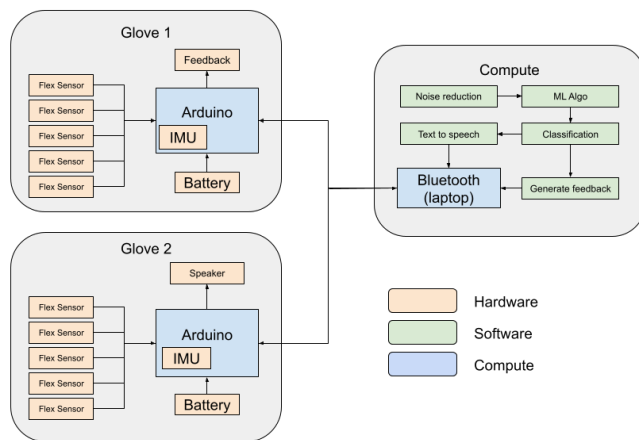 Glove 1
Feedback
Flex Sensor
Flex Sensor
Flex Sensor
Flex Sensor
Flex Sensor
Arduino
IMU
Battery
Glove 2
Speaker
Flex Sensor
Flex Sensor
Flex Sensor
Flex Sensor
Flex Sensor
Arduino
IMU
Battery
Compute
Noise reduction
ML Algo
Text to speech
Classification
Bluetooth
(laptop)
Generate feedback
Hardware
Software
Compute